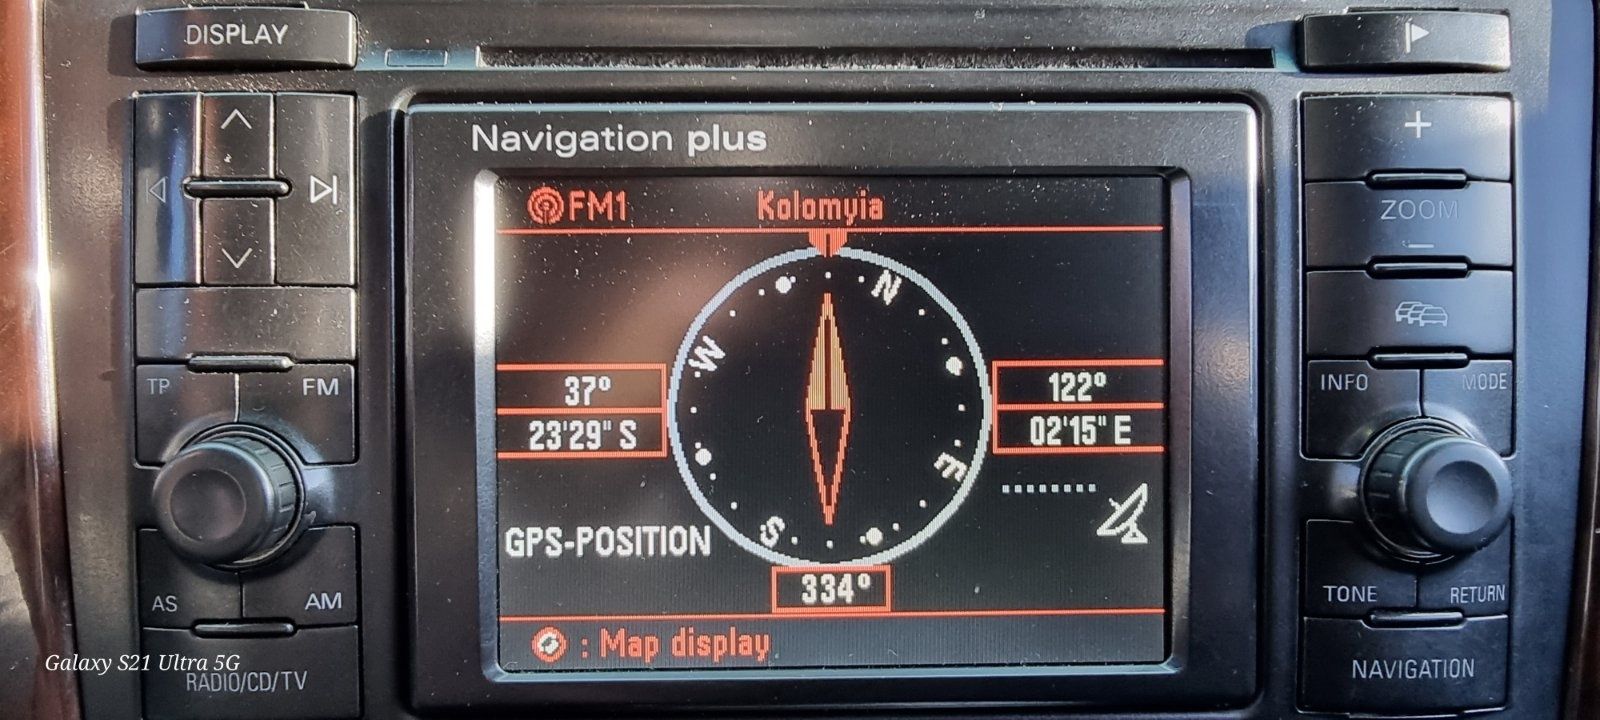 DISPLAY
Navigation plus
FM1 Kolomyia
ZOOM
N
W
E
S
TP FM
37°
23'29" S
122°
02'15" E
INFO MODE
GPS-POSITION
334°
AS AM
TONE RETURN
: Map display
RADIO/CD/TV
NAVIGATION
Galaxy S21 Ultra 5G